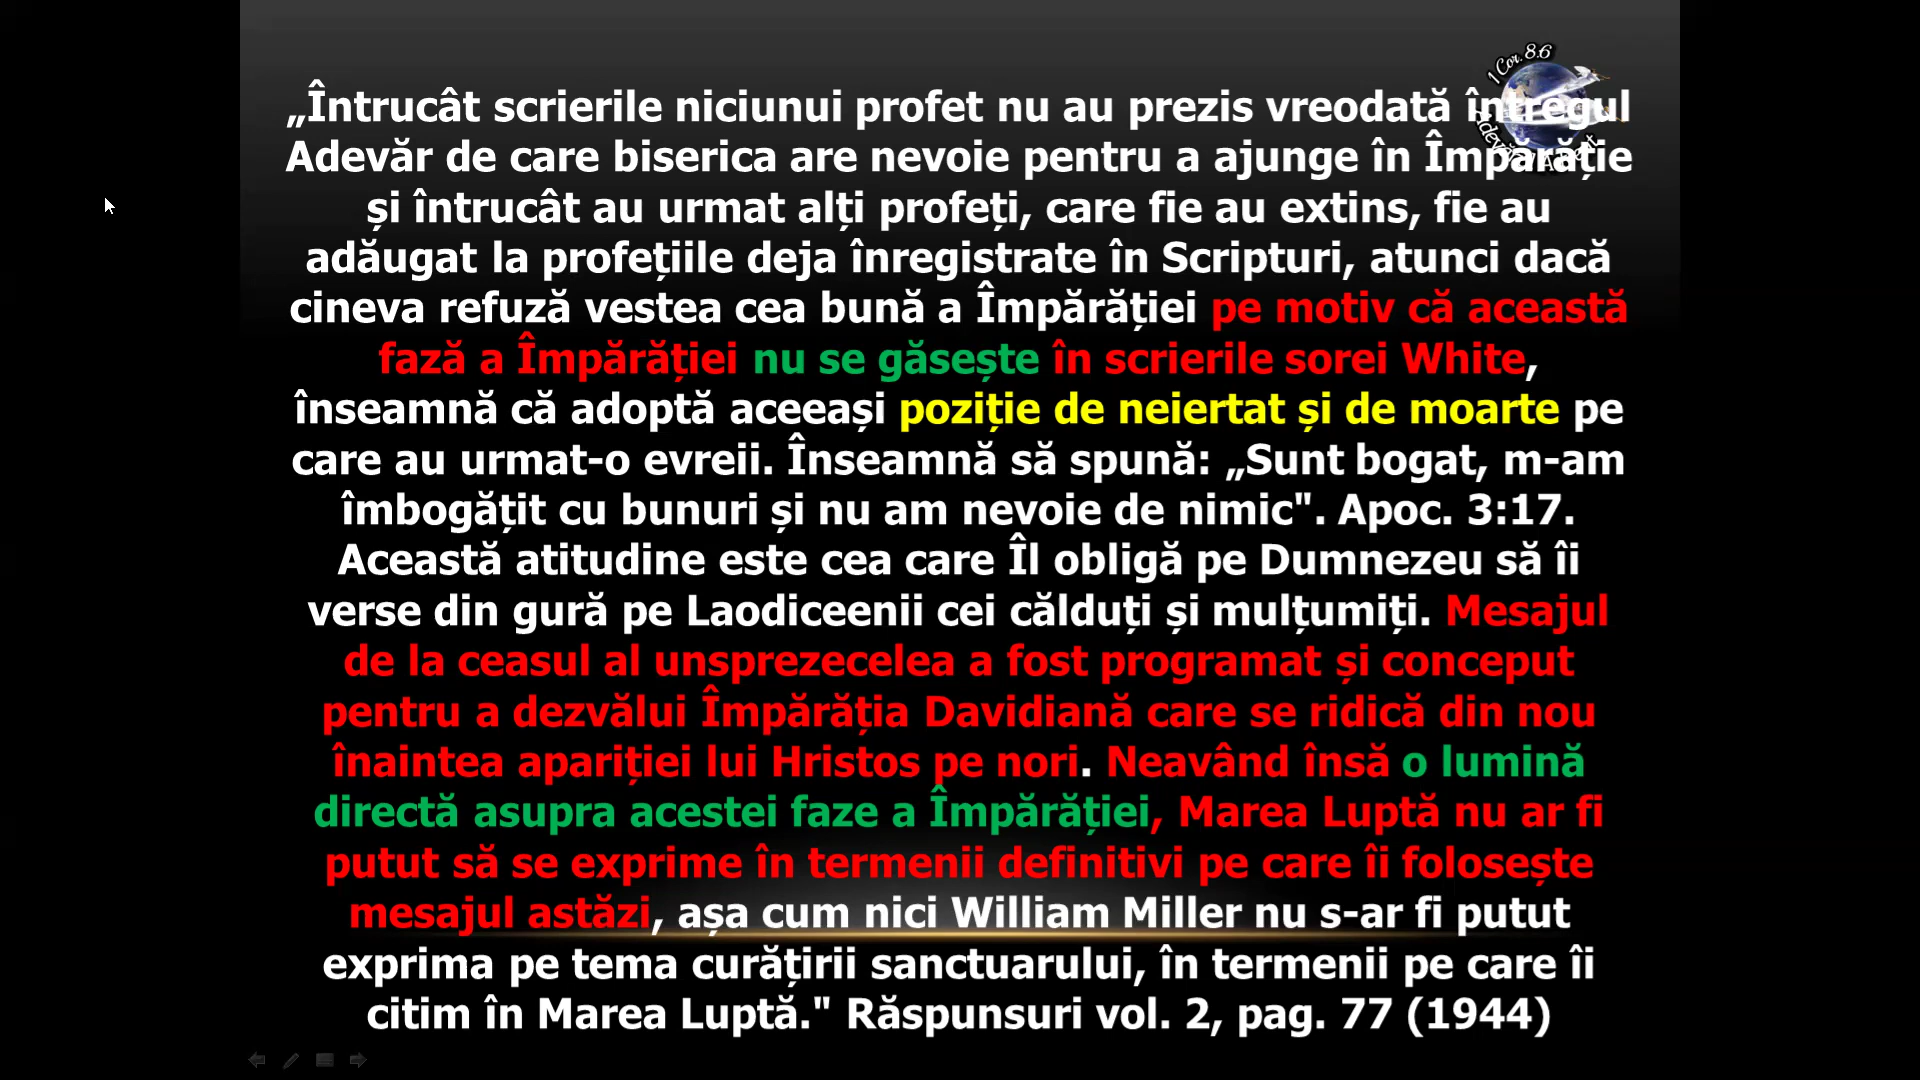 1 Cor. 8:6
„Întrucât scrierile niciunui profet nu au prezis vreodată întregul
Adevăr de care biserica are nevoie pentru a ajunge în Împărăție
și întrucât au urmat alți profeți, care fie au extins, fie au
adăugat la profețiile deja înregistrate în Scripturi, atunci dacă
cineva refuză vestea cea bună a Împărăției pe motiv că această
fază a Împărăției nu se găsește în scrierile sorei White,
înseamnă că adoptă aceeași poziție de neiertat și de moarte pe
care au urmat-o evreii. Înseamnă să spună: „Sunt bogat, m-am
îmbogățit cu bunuri și nu am nevoie de nimic". Apoc. 3:17.
Această atitudine este cea care Îl obligă pe Dumnezeu să îi
verse din gură pe Laodiceenii cei călduți și mulțumiți. Mesajul
de la ceasul al unsprezecelea a fost programat și conceput
pentru a dezvălui Împărăția Davidiană care se ridică din nou
înaintea apariției lui Hristos pe nori. Neavând însă o lumină
directă asupra acestei faze a Împărăției, Marea Luptă nu ar fi
putut să se exprime în termenii definitivi pe care îi folosește
mesajul astăzi, așa cum nici William Miller nu s-ar fi putut
exprima pe tema curățirii sanctuarului, în termenii pe care îi
citim în Marea Luptă." Răspunsuri vol. 2, pag. 77 (1944)